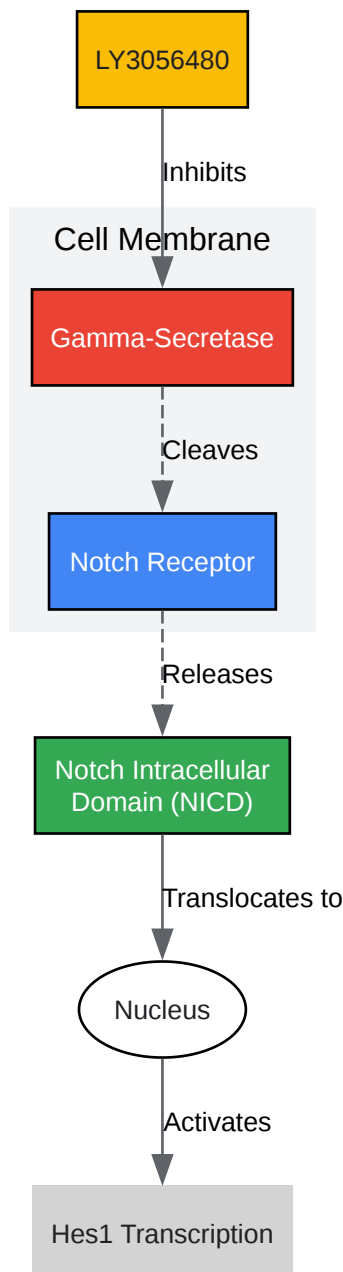 LY3056480
Inhibits
Cell Membrane
Gamma-Secretase
Cleaves
Notch Receptor
Releases
Notch Intracellular
Domain (NICD)
Translocates to
Nucleus
Activates
Hes1 Transcription